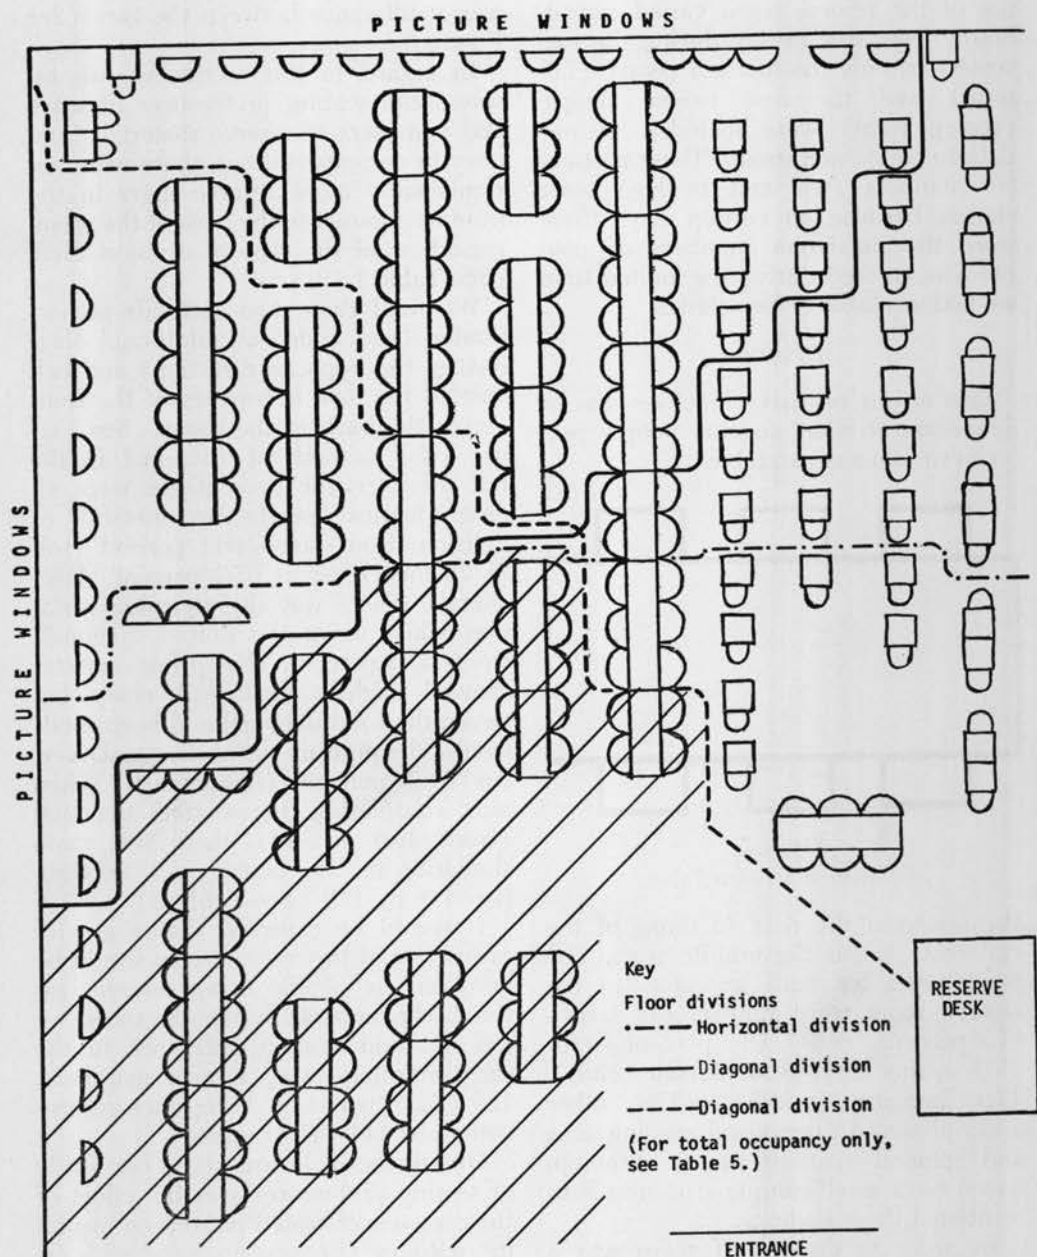 PICTURE WINDOWS
PICTURE WINDOWS
Key
Floor divisions
Horizontal division
Diagonal division
Diagonal division
(For total occupancy only,
see Table 5.)
RESERVE
DESK
ENTRANCE